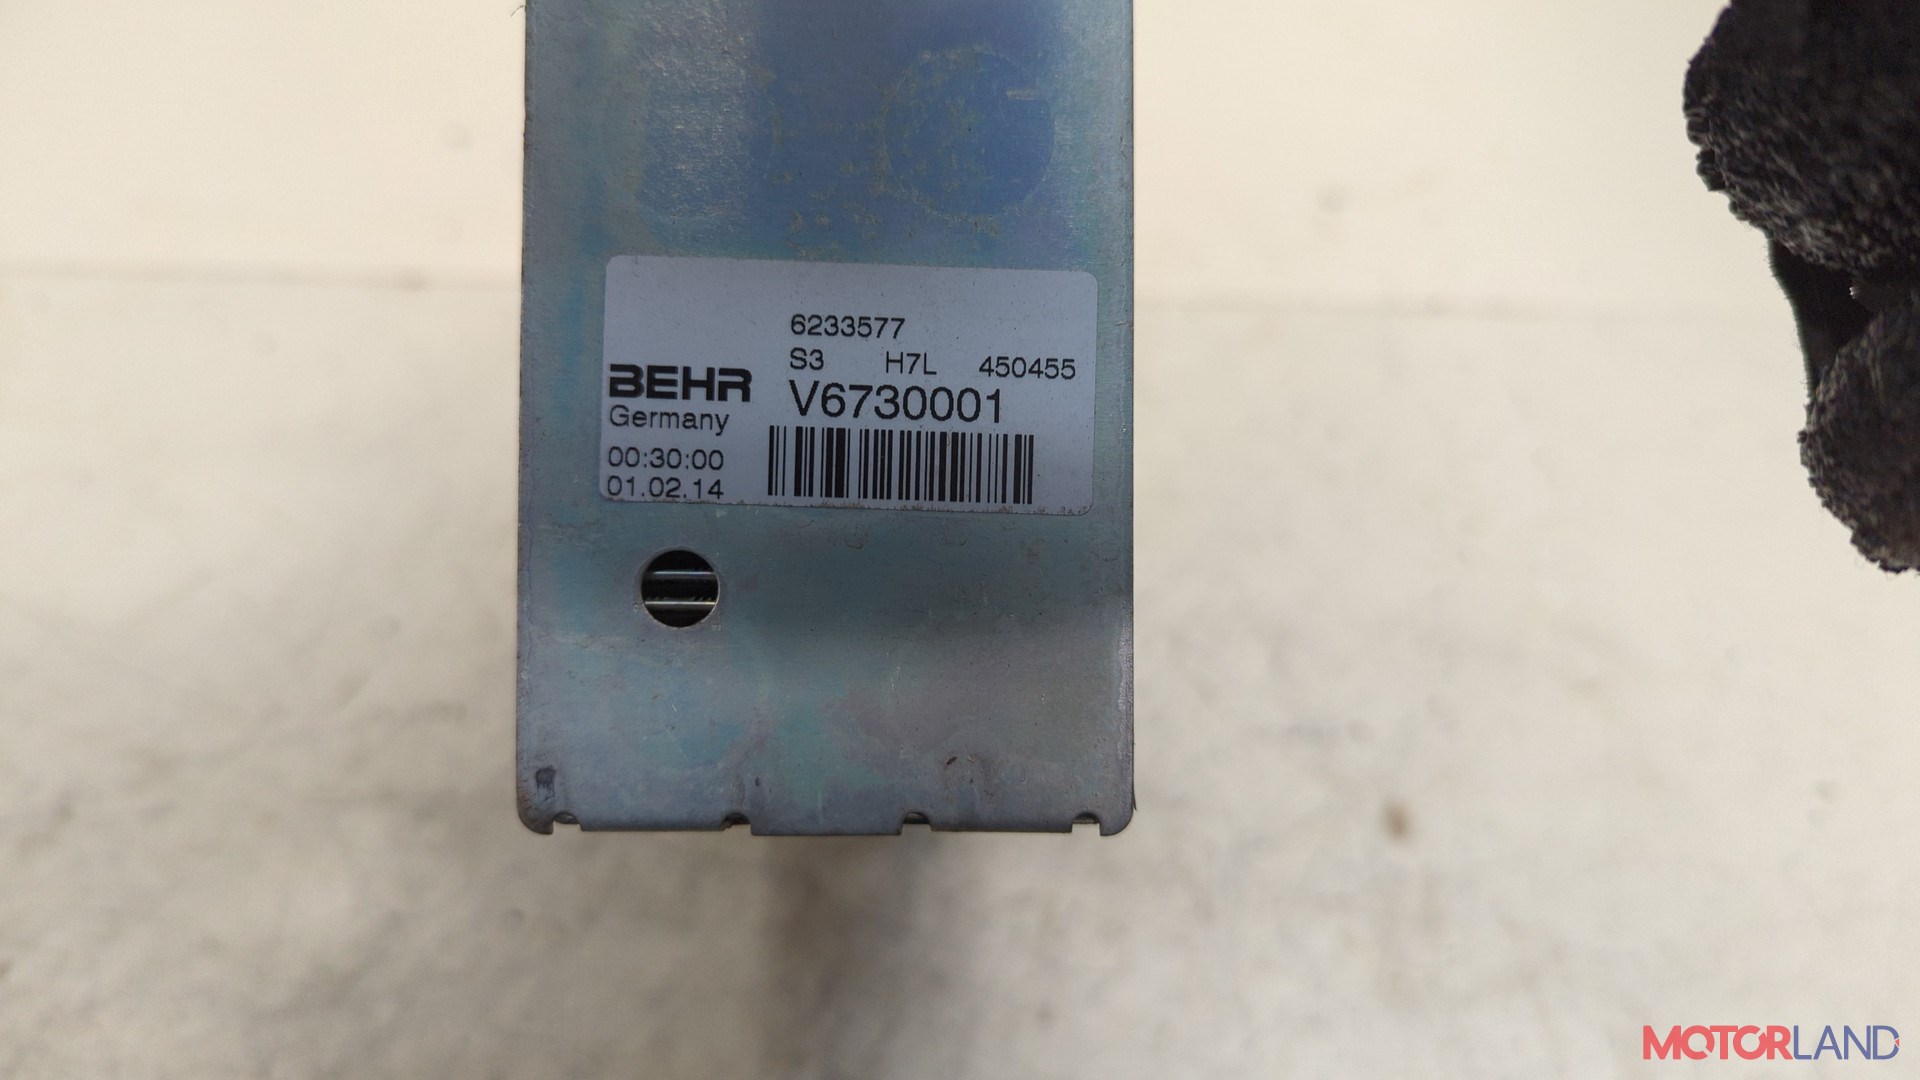 6233577
S3 H7L 450455
BEHR V6730001
Germany
00:30:00
01.02.14
MOTORLAND